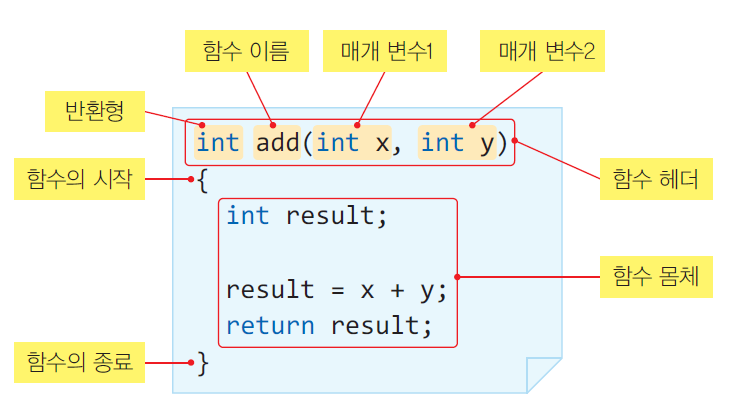 함수 이름 매개 변수1 매개 변수2
반환형
int add(int x, int y)
함수 헤더
함수의 시작
{
int result;
result = x + y;
함수 몸체
return result;
함수의 종료
}